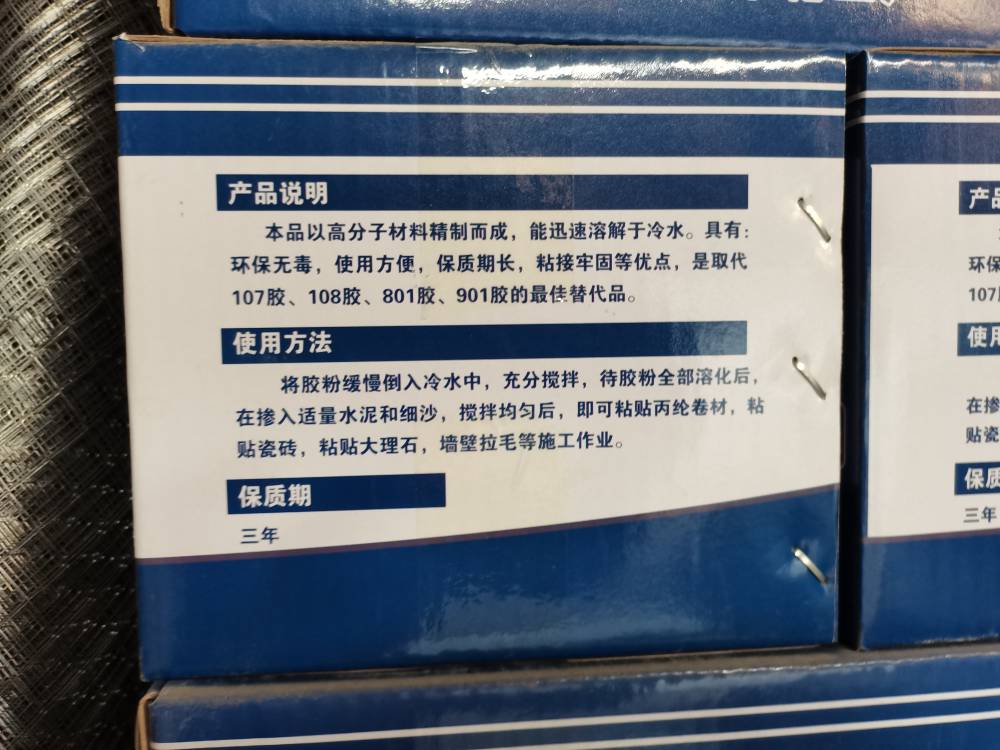 产品说明
本品以高分子材料精制而成，能迅速溶解于冷水。具有：
环保无毒，使用方便，保质期长，粘接牢固等优点，是取代
107胶、108胶、801胶、901胶的最佳替代品。
使用方法
将胶粉缓慢倒入冷水中，充分搅拌，待胶粉全部溶化后，
在掺入适量水泥和细沙，搅拌均匀后，即可粘贴丙纶卷材，粘
贴瓷砖，粘贴大理石，墙壁拉毛等施工作业。
保质期
三年
产品
环保
107
使用
在掺
贴瓷
保质
三年